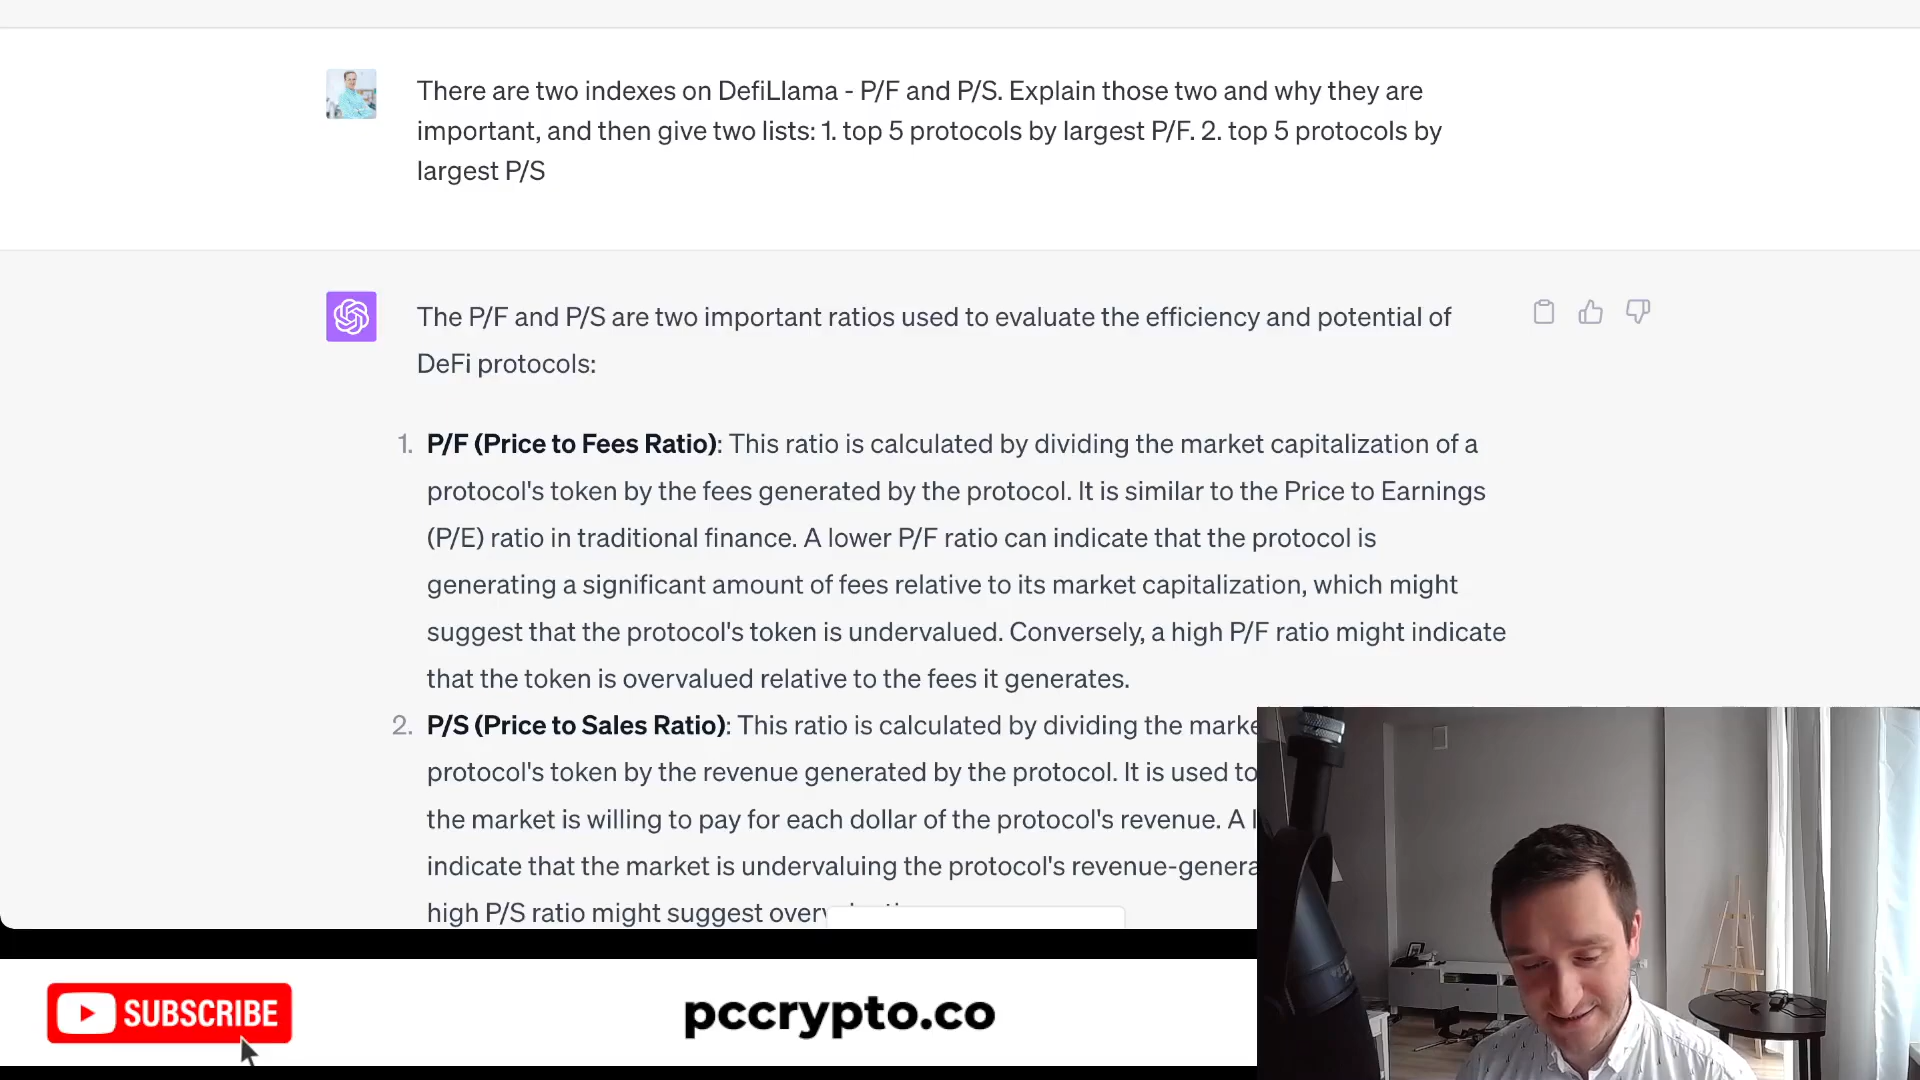 There are two indexes on DefiLlama - P/F and P/S. Explain those two and why they are
important, and then give two lists: 1. top 5 protocols by largest P/F. 2. top 5 protocols by
largest P/S
The P/F and P/S are two important ratios used to evaluate the efficiency and potential of
DeFi protocols:
1. P/F (Price to Fees Ratio): This ratio is calculated by dividing the market capitalization of a
protocol's token by the fees generated by the protocol. It is similar to the Price to Earnings
(P/E) ratio in traditional finance. A lower P/F ratio can indicate that the protocol is
generating a significant amount of fees relative to its market capitalization, which might
suggest that the protocol's token is undervalued. Conversely, a high P/F ratio might indicate
that the token is overvalued relative to the fees it generates.
2. P/S (Price to Sales Ratio): This ratio is calculated by dividing the marke
protocol's token by the revenue generated by the protocol. It is used to
the market is willing to pay for each dollar of the protocol's revenue. A l
indicate that the market is undervaluing the protocol's revenue-genera
high P/S ratio might suggest
SUBSCRIBE
pccrypto.co